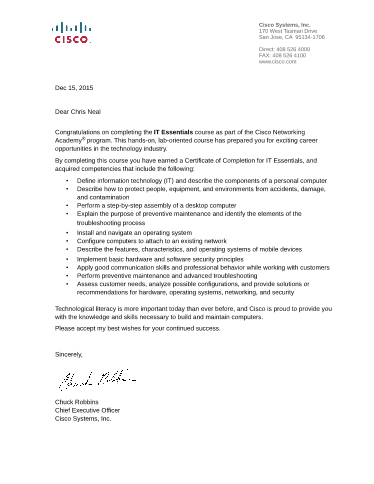 CISCO.
Cisco Systems, Inc.
170 West Tasman Drive
San Jose, CA 95134-1706
Direct: 408 526 4000
FAX: 408 526 4100
www.cisco.com
Dec 15, 2015
Dear Chris Neal
Congratulations on completing the IT Essentials course as part of the Cisco Networking
Academy® program. This hands-on, lab-oriented course has prepared you for exciting career
opportunities in the technology industry.
By completing this course you have earned a Certificate of Completion for IT Essentials, and
acquired competencies that include the following:
• Define information technology (IT) and describe the components of a personal computer
• Describe how to protect people, equipment, and environments from accidents, damage,
and contamination
• Perform a step-by-step assembly of a desktop computer
• Explain the purpose of preventive maintenance and identify the elements of the
troubleshooting process
• Install and navigate an operating system
• Configure computers to attach to an existing network
• Describe the features, characteristics, and operating systems of mobile devices
• Implement basic hardware and software security principles
• Apply good communication skills and professional behavior while working with customers
• Perform preventive maintenance and advanced troubleshooting
• Assess customer needs, analyze possible configurations, and provide solutions or
recommendations for hardware, operating systems, networking, and security
Technological literacy is more important today than ever before, and Cisco is proud to provide you
with the knowledge and skills necessary to build and maintain computers.
Please accept my best wishes for your continued success.
Sincerely,
Chuck Robbins
Chuck Robbins
Chief Executive Officer
Cisco Systems, Inc.